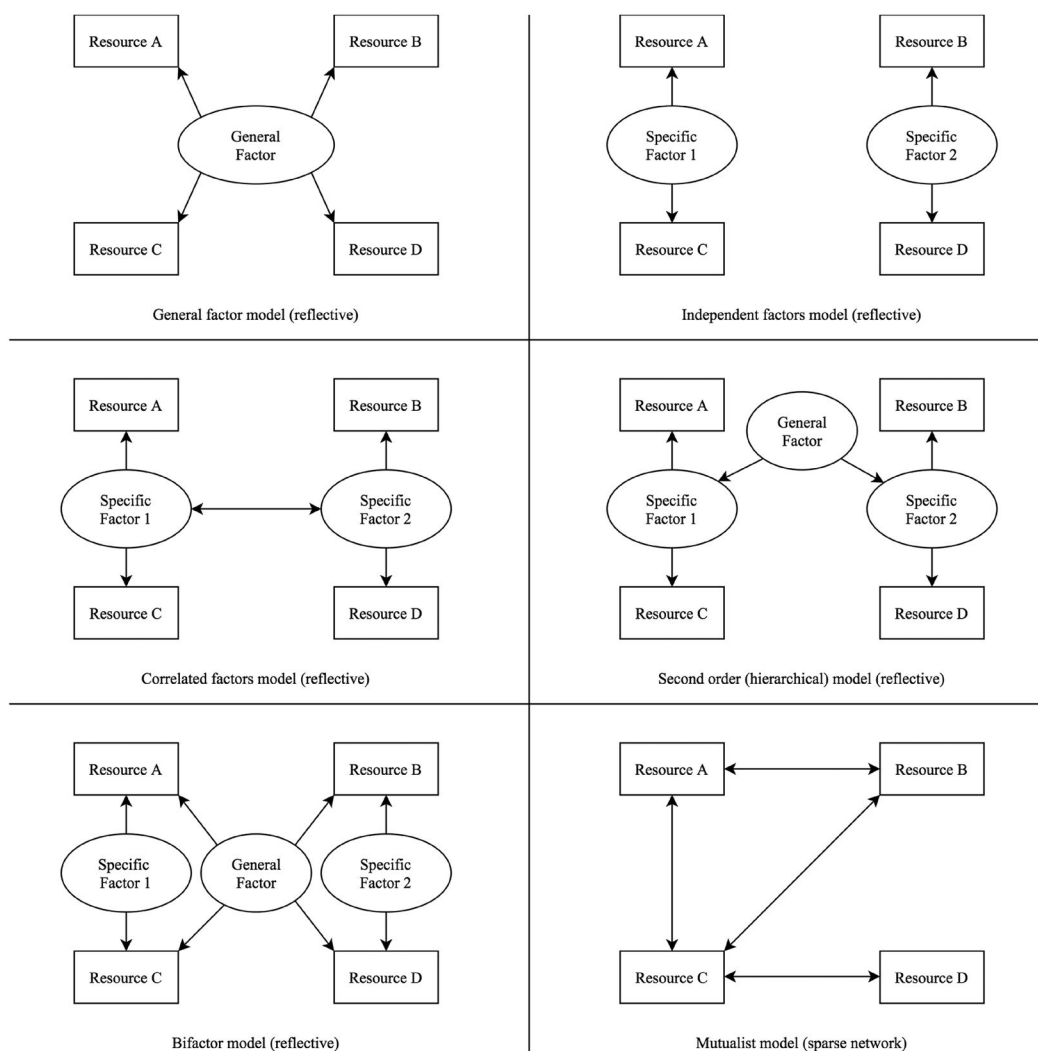 Resource A
Resource B
General
Factor
Resource C
Resource D
General factor model (reflective)
Resource A
Resource B
Specific
Factor 1
Specific
Factor 2
Resource C
Resource D
Independent factors model (reflective)
Resource A
Resource B
Specific
Factor 1
Specific
Factor 2
Resource C
Resource D
Correlated factors model (reflective)
Resource A
Resource B
General
Factor
Specific
Factor 1
Specific
Factor 2
Resource C
Resource D
Second order (hierarchical) model (reflective)
Resource A
Resource B
Specific
Factor 1
General
Factor
Specific
Factor 2
Resource C
Resource D
Bifactor model (reflective)
Resource A
Resource B
Resource C
Resource D
Mutualist model (sparse network)